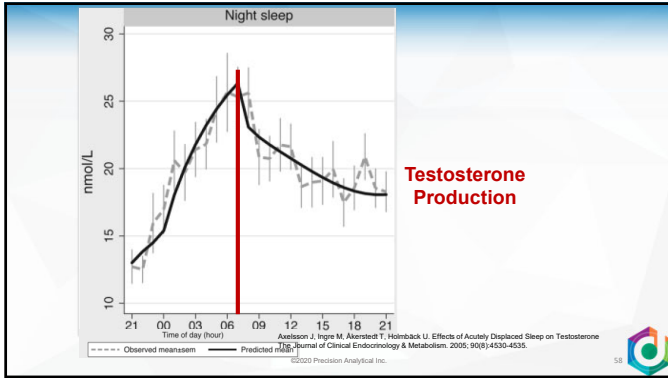 Night sleep
30
25
20
15
10
nmol/L
21 00 03 06 09 12 15 18 21
Time of day (hour)
Observed mean±sem Predicted mean
Testosterone
Production
Axelsson J, Ingre M, Åkerstedt T, Holmbäck U. Effects of Acutely Displaced Sleep on Testosterone
The Journal of Clinical Endocrinology & Metabolism. 2005; 90(8):4530-4535.
©2020 Precision Analytical Inc.
58